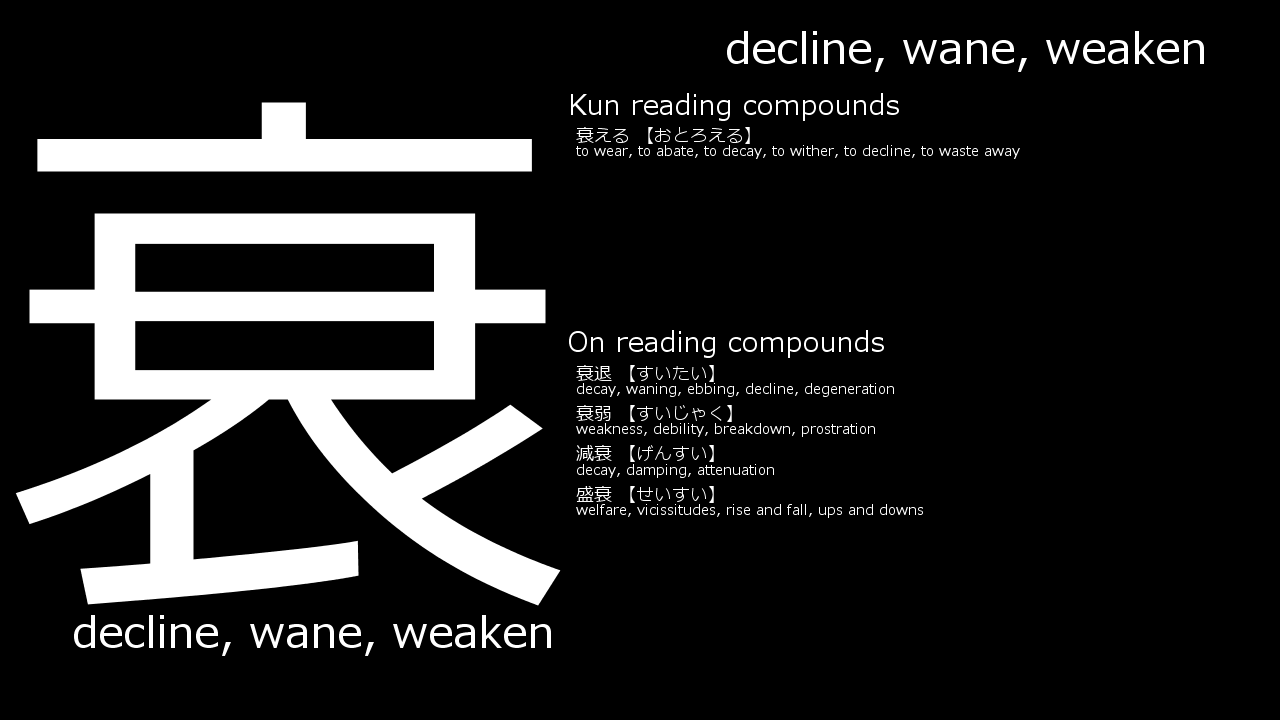 衰
decline, wane, weaken
decline, wane, weaken
Kun reading compounds
衰える 【おとろえる】
to wear, to abate, to decay, to wither, to decline, to waste away
On reading compounds
衰退 【すいたい】
decay, waning, ebbing, decline, degeneration
衰弱 【すいじゃく】
weakness, debility, breakdown, prostration
減衰 【げんすい】
decay, damping, attenuation
盛衰 【せいすい】
welfare, vicissitudes, rise and fall, ups and downs